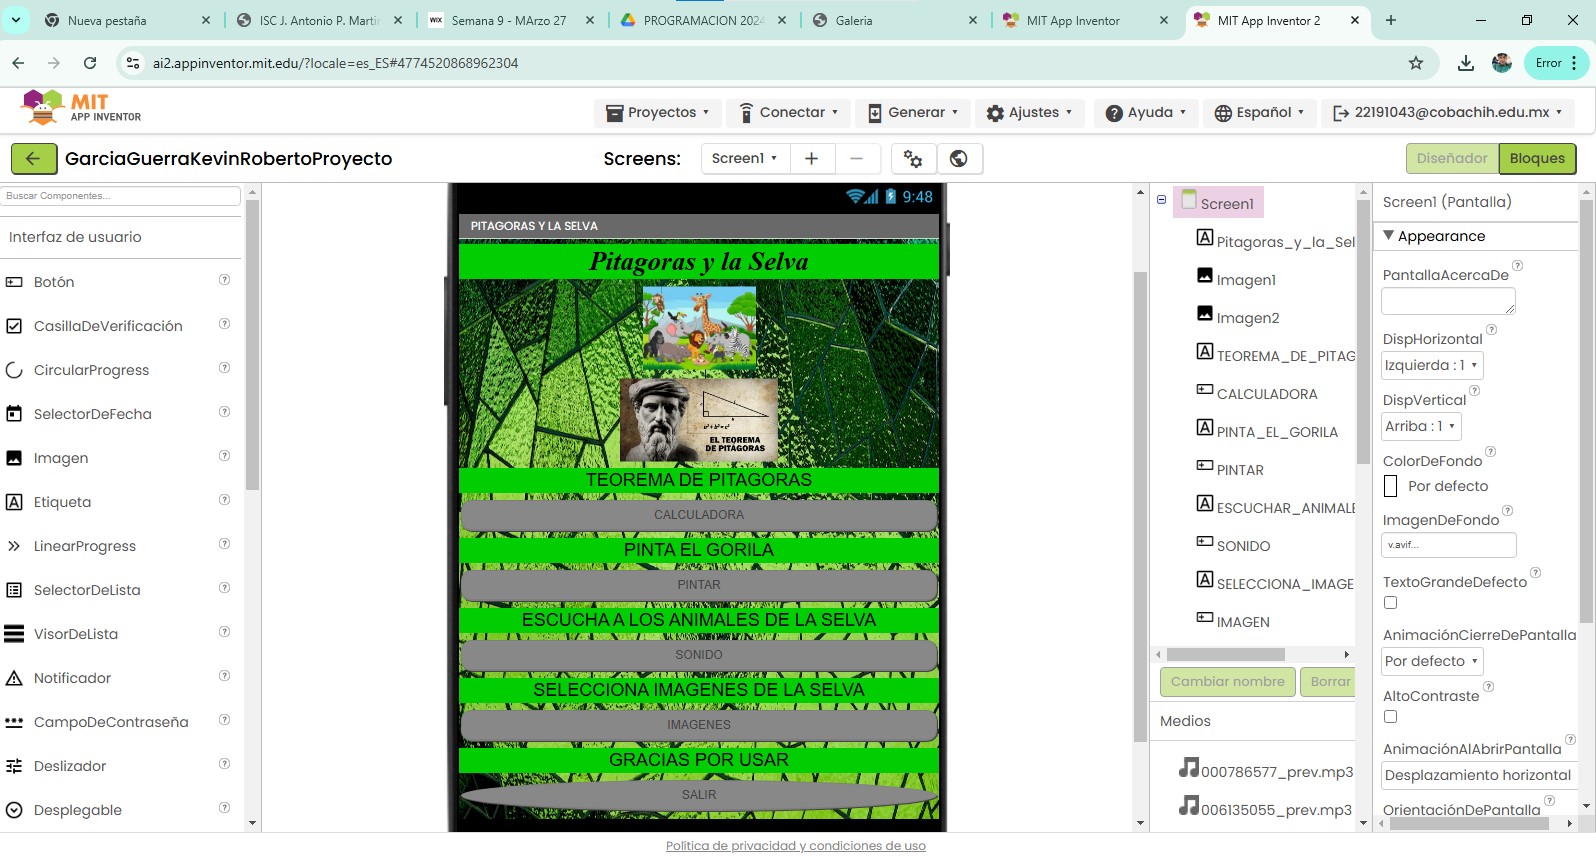 Nueva pestaña
ISC J. Antonio P. Martin
WIX
Semana 9 - MArzo 27
PROGRAMACION 2024
Galeria
MIT App Inventor
MIT App Inventor 2
ai2.appinventor.mit.edu/?locale=es_ES#4774520868962304
Error
MIT
APP INVENTOR
Proyectos
Conectar
Generar
Ajustes
Ayuda
Español
22191043@cobachih.edu.mx
GarciaGuerraKevinRobertoProyecto
Screens:
Screen1
Diseñador
Bloques
Buscar Componentes...
Interfaz de usuario
Botón
CasillaDeVerificación
CircularProgress
SelectorDeFecha
Imagen
Etiqueta
LinearProgress
SelectorDeLista
VisorDeLista
Notificador
CampoDeContraseña
Deslizador
Desplegable
9:48
PITAGORAS Y LA SELVA
Pitagoras y la Selva
a² + b² = c²
EL TEOREMA
DE PITÁGORAS
TEOREMA DE PITAGORAS
CALCULADORA
PINTA EL GORILA
PINTAR
ESCUCHA A LOS ANIMALES DE LA SELVA
SONIDO
SELECCIONA IMAGENES DE LA SELVA
IMAGENES
GRACIAS POR USAR
SALIR
Screen1
Pitagoras_y_la_Sel
Imagen1
Imagen2
TEOREMA_DE_PITAG
CALCULADORA
PINTA_EL_GORILA
PINTAR
ESCUCHAR_ANIMALE
SONIDO
SELECCIONA_IMAGE
IMAGEN
Cambiar nombre
Borrar
Medios
000786577_prev.mp3
006135055_prev.mp3
Screen1 (Pantalla)
Appearance
PantallaAcercaDe
DispHorizontal
Izquierda : 1
DispVertical
Arriba : 1
ColorDeFondo
Por defecto
ImagenDeFondo
v.avif...
TextoGrandeDefecto
AnimaciónCierreDePantalla
Por defecto
AltoContraste
AnimaciónAlAbrirPantalla
Desplazamiento horizontal
OrientaciónDePantalla
Política de privacidad y condiciones de uso